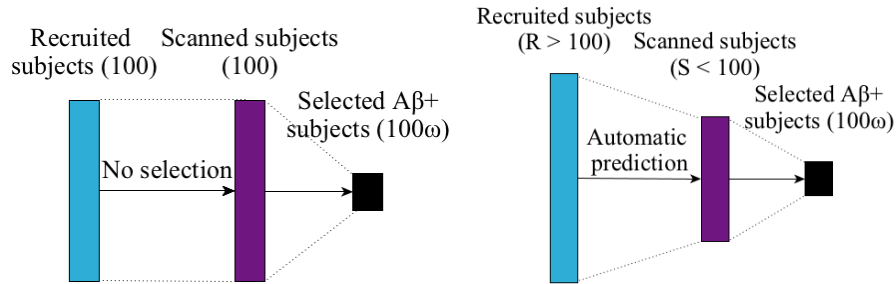 Recruited
subjects (100)
Scanned subjects
(100)
Selected Aβ+
subjects (100ω)
No selection
Recruited subjects
(R > 100)
Scanned subjects
(S < 100)
Selected Aβ+
subjects (100ω)
Automatic
prediction